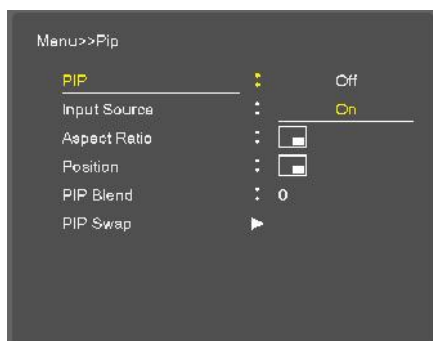 Menu>>Pip
PIP : Off
Input Source : On
Aspect Ratio :
Position :
PIP Blend : 0
PIP Swap